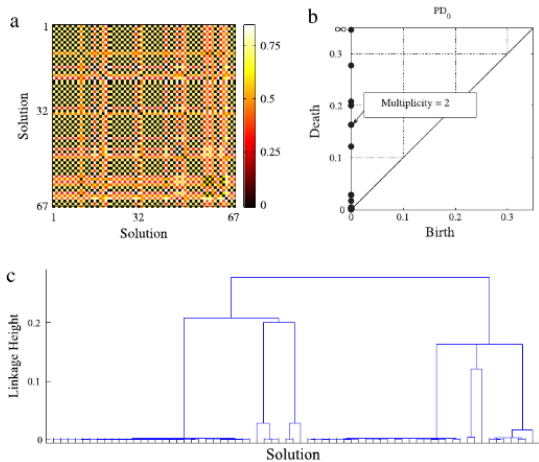 a
1
32
67
Solution
1
32
67
Solution
0.75
0.5
0.25
0
b
PD0
∞
0.3
0.2
0.1
0
Death
Multiplicity = 2
0
0.1
0.2
0.3
Birth
c
0.2
0.1
0
Linkage Height
Solution